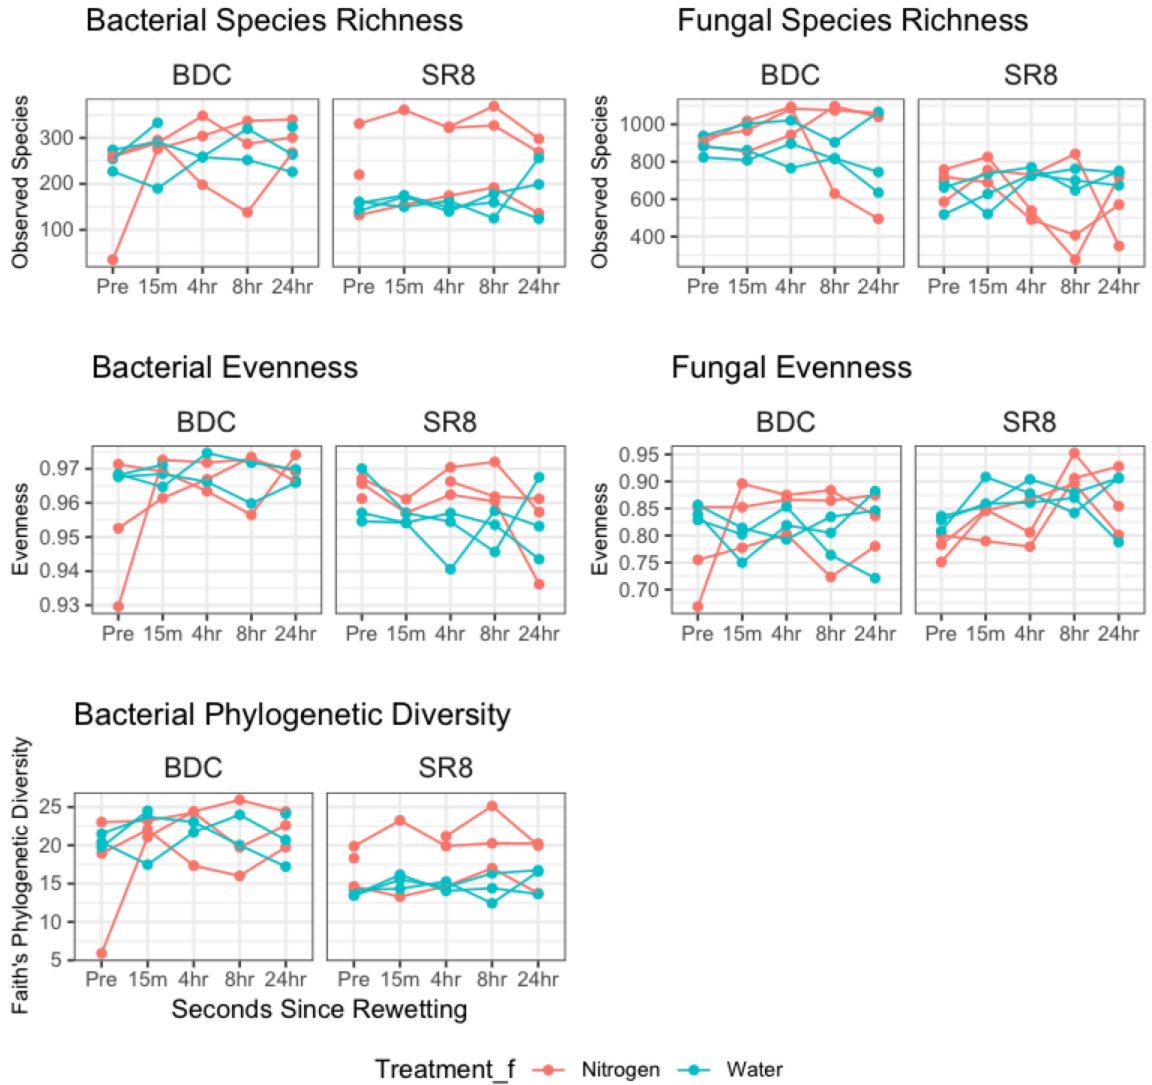 Bacterial Species Richness
BDC SR8
Observed Species
300
200
100
Pre 15m 4hr 8hr 24hr Pre 15m 4hr 8hr 24hr
Fungal Species Richness
BDC SR8
Observed Species
1000
800
600
400
Pre 15m 4hr 8hr 24hr Pre 15m 4hr 8hr 24hr
Bacterial Evenness
BDC SR8
Evenness
0.97
0.96
0.95
0.94
0.93
Pre 15m 4hr 8hr 24hr Pre 15m 4hr 8hr 24hr
Fungal Evenness
BDC SR8
Evenness
0.95
0.90
0.85
0.80
0.75
0.70
Pre 15m 4hr 8hr 24hr Pre 15m 4hr 8hr 24hr
Bacterial Phylogenetic Diversity
BDC SR8
Faith's Phylogenetic Diversity
25
20
15
10
5
Pre 15m 4hr 8hr 24hr Pre 15m 4hr 8hr 24hr
Seconds Since Rewetting
Treatment_f Nitrogen Water